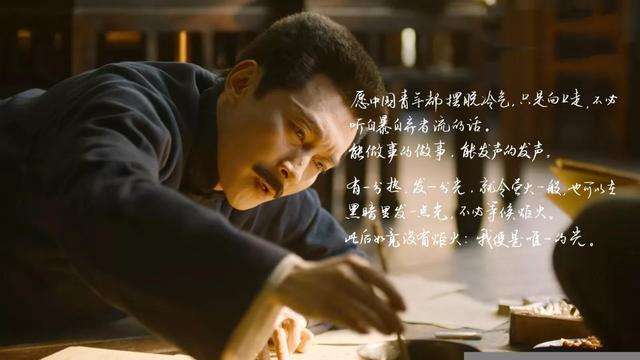 愿中国青年都摆脱冷气,只是向上走,不必
听自暴自弃者流的话。
能做事的做事,能发声的发声。
有一分热,发一分光,就令萤火一般,也可以在
黑暗里发一点光,不必等候炬火。
此后如竟没有炬火:我便是唯一的光。